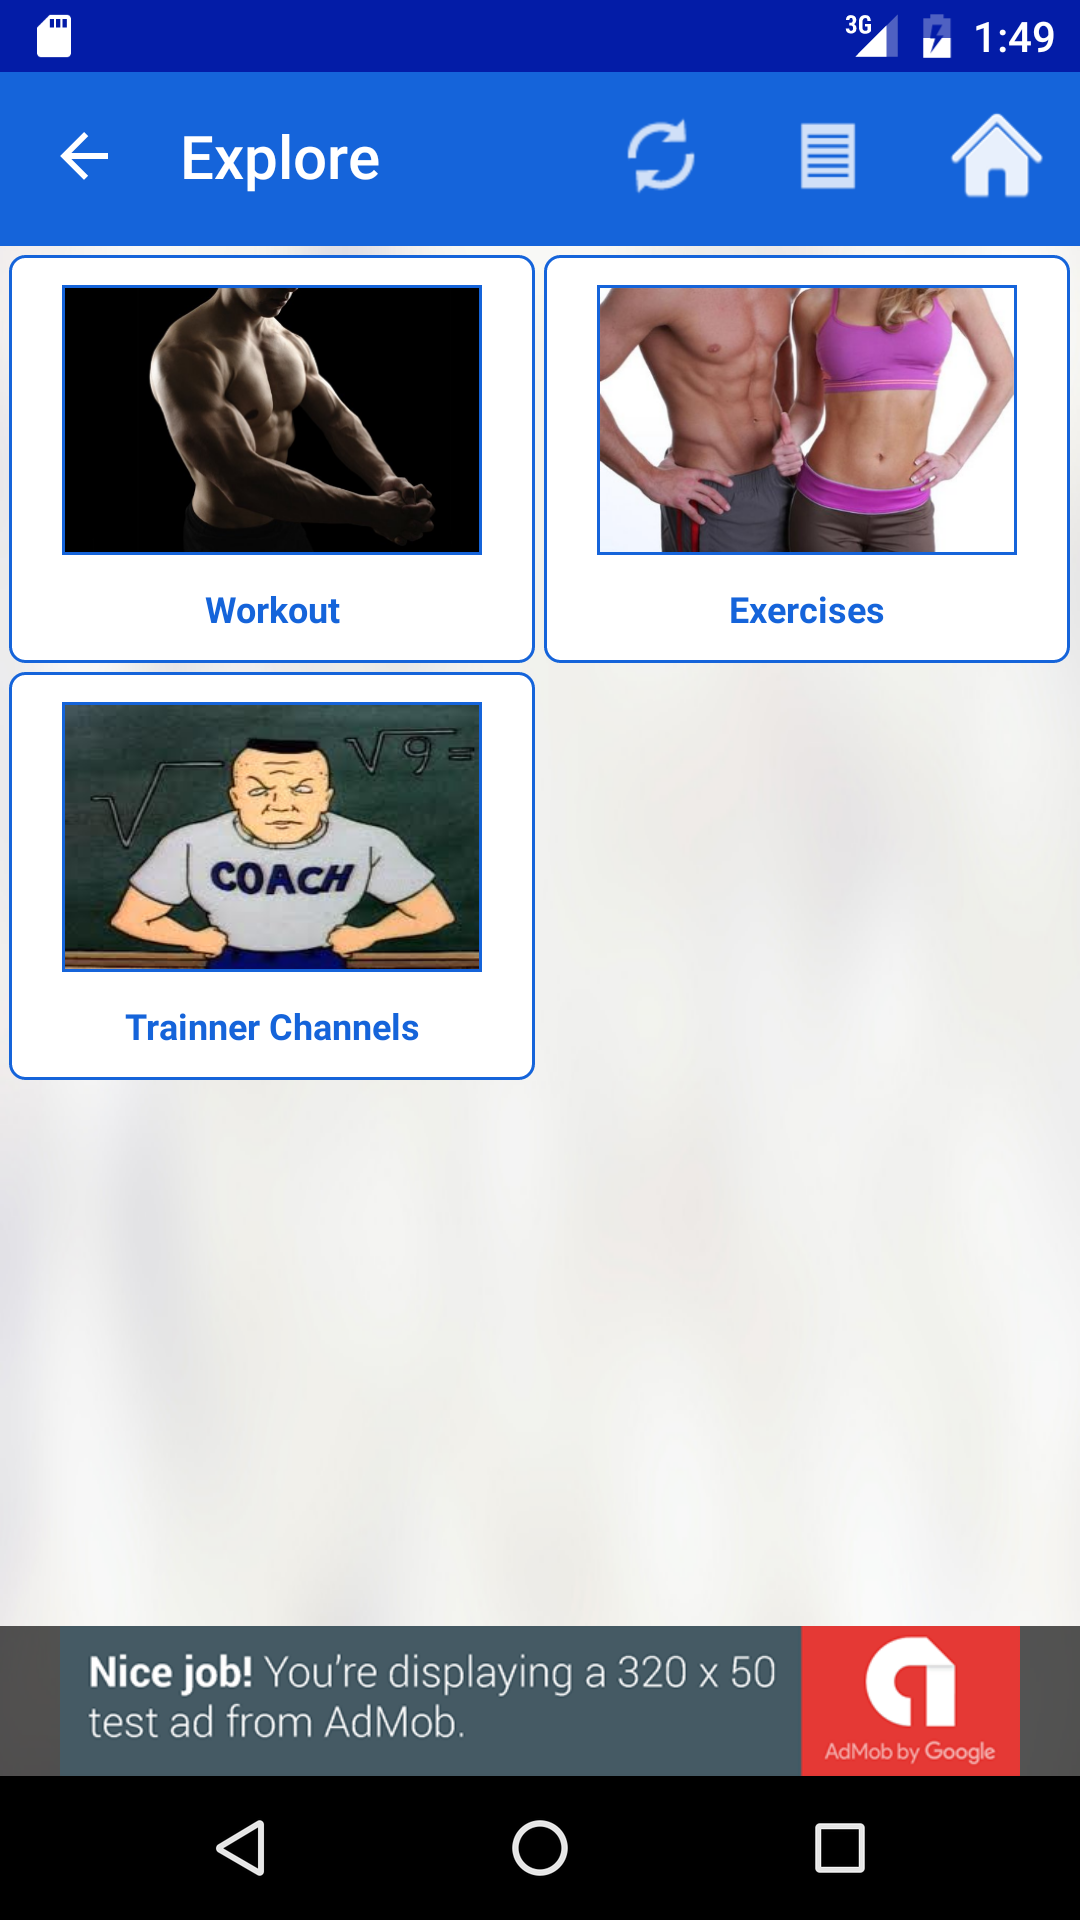 3G 1:49
Explore
Workout
Exercises
√ √9 =
COACH
Trainner Channels
Nice job! You're displaying a 320 x 50
test ad from AdMob.
AdMob by Google